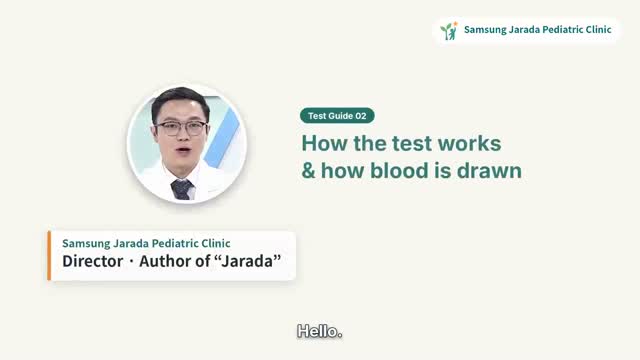 Samsung Jarada Pediatric Clinic
Test Guide 02
How the test works
& how blood is drawn
Samsung Jarada Pediatric Clinic
Director · Author of “Jarada”
Hello.